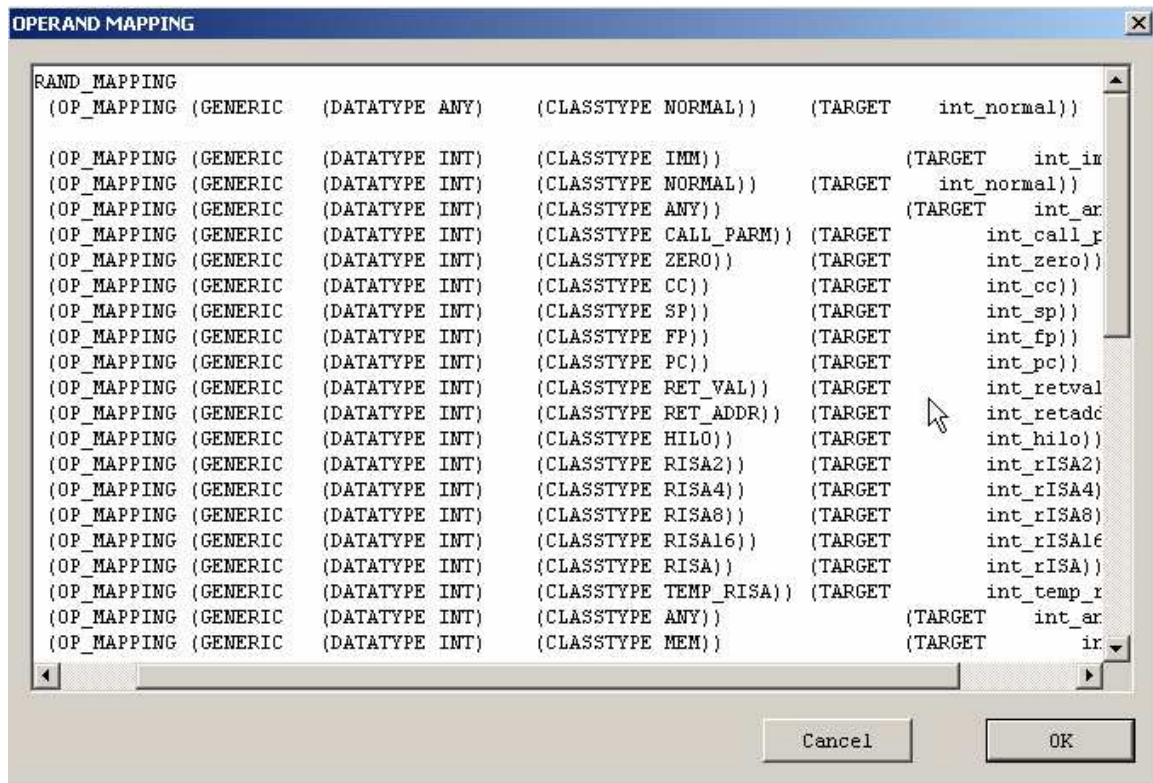 OPERAND MAPPING
RAND_MAPPING
(OP_MAPPING (GENERIC (DATATYPE ANY) (CLASSTYPE NORMAL)) (TARGET int_normal))
(OP_MAPPING (GENERIC (DATATYPE INT) (CLASSTYPE IMM)) (TARGET int_im
(OP_MAPPING (GENERIC (DATATYPE INT) (CLASSTYPE NORMAL)) (TARGET int_normal))
(OP_MAPPING (GENERIC (DATATYPE INT) (CLASSTYPE ANY)) (TARGET int_an
(OP_MAPPING (GENERIC (DATATYPE INT) (CLASSTYPE CALL_PARM)) (TARGET int_call_p
(OP_MAPPING (GENERIC (DATATYPE INT) (CLASSTYPE ZERO)) (TARGET int_zero))
(OP_MAPPING (GENERIC (DATATYPE INT) (CLASSTYPE CC)) (TARGET int_cc))
(OP_MAPPING (GENERIC (DATATYPE INT) (CLASSTYPE SP)) (TARGET int_sp))
(OP_MAPPING (GENERIC (DATATYPE INT) (CLASSTYPE FP)) (TARGET int_fp))
(OP_MAPPING (GENERIC (DATATYPE INT) (CLASSTYPE PC)) (TARGET int_pc))
(OP_MAPPING (GENERIC (DATATYPE INT) (CLASSTYPE RET_VAL)) (TARGET int_retval
(OP_MAPPING (GENERIC (DATATYPE INT) (CLASSTYPE RET_ADDR)) (TARGET int_retadd
(OP_MAPPING (GENERIC (DATATYPE INT) (CLASSTYPE HILO)) (TARGET int_hilo))
(OP_MAPPING (GENERIC (DATATYPE INT) (CLASSTYPE RISA2)) (TARGET int_rISA2)
(OP_MAPPING (GENERIC (DATATYPE INT) (CLASSTYPE RISA4)) (TARGET int_rISA4)
(OP_MAPPING (GENERIC (DATATYPE INT) (CLASSTYPE RISA8)) (TARGET int_rISA8)
(OP_MAPPING (GENERIC (DATATYPE INT) (CLASSTYPE RISA16)) (TARGET int_rISA16
(OP_MAPPING (GENERIC (DATATYPE INT) (CLASSTYPE RISA)) (TARGET int_rISA))
(OP_MAPPING (GENERIC (DATATYPE INT) (CLASSTYPE TEMP_RISA)) (TARGET int_temp_r
(OP_MAPPING (GENERIC (DATATYPE INT) (CLASSTYPE ANY)) (TARGET int_an
(OP_MAPPING (GENERIC (DATATYPE INT) (CLASSTYPE MEM)) (TARGET in
Cancel OK